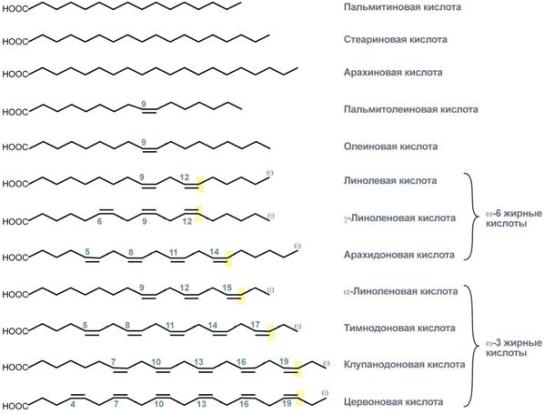 HOOC Пальмитиновая кислота
HOOC Стеариновая кислота
HOOC Арахиновая кислота
HOOC 9 Пальмитолеиновая кислота
HOOC 9 Олеиновая кислота
HOOC 9 12 ω Линолевая кислота
HOOC 6 9 12 ω γ-Линоленовая кислота
ω-6 жирные
кислоты
HOOC 5 8 11 14 ω Арахидоновая кислота
HOOC 9 12 15 ω α-Линоленовая кислота
HOOC 5 8 11 14 17 ω Тимнодоновая кислота
ω-3 жирные
кислоты
HOOC 7 10 13 16 19 ω Клупанодоновая кислота
HOOC 4 7 10 13 16 19 ω Цервоновая кислота